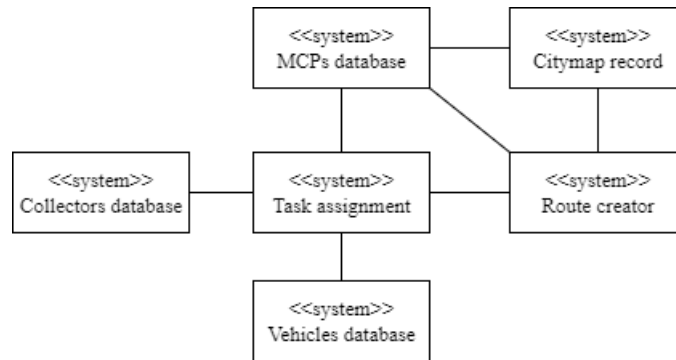 <<system>>
MCPs database
<<system>>
Citymap record
<<system>>
Collectors database
<<system>>
Task assignment
<<system>>
Route creator
<<system>>
Vehicles database